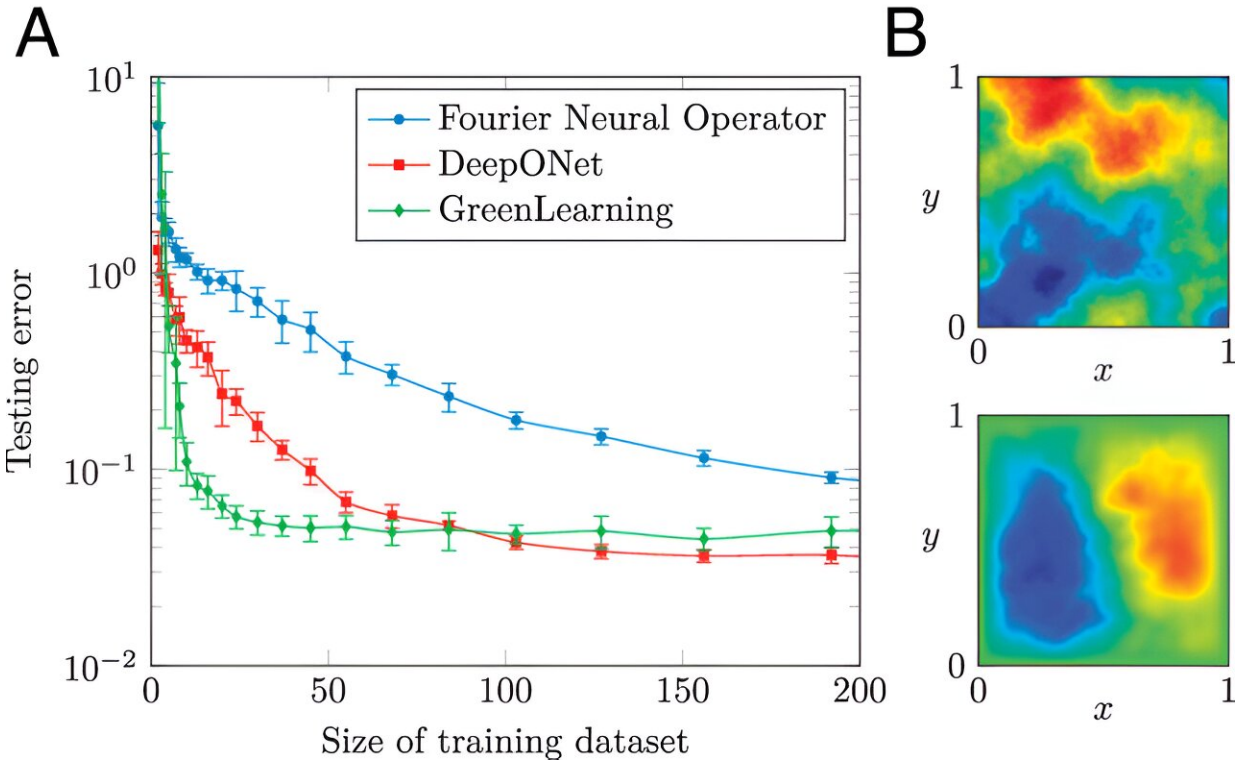 A
10^1
10^0
10^-1
10^-2
Testing error
0 50 100 150 200
Size of training dataset
Fourier Neural Operator
DeepONet
GreenLearning
B
1
y
0
0 1
x
1
y
0
0 1
x